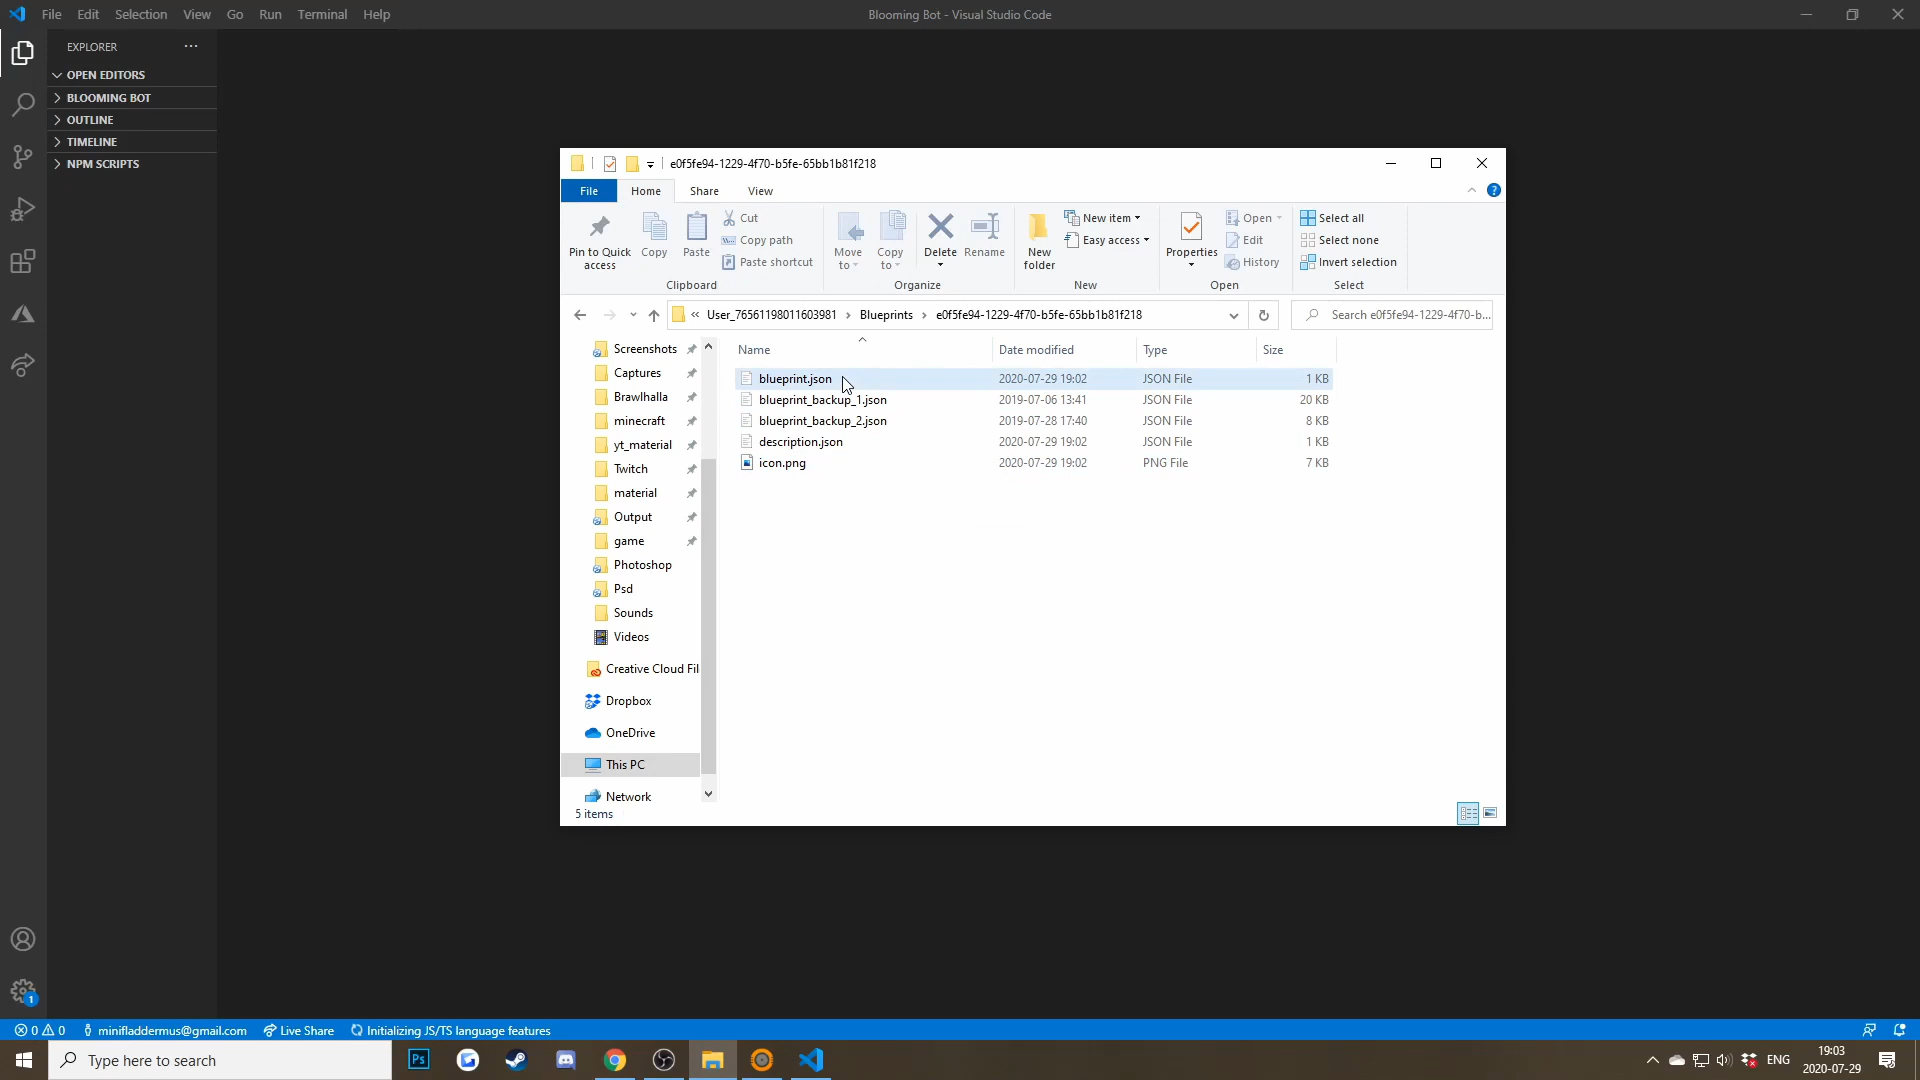 File Edit Selection View Go Run Terminal Help
Blooming Bot - Visual Studio Code
EXPLORER
OPEN EDITORS
BLOOMING BOT
OUTLINE
TIMELINE
NPM SCRIPTS
e0f5fe94-1229-4f70-b5fe-65bb1b81f218
File Home Share View
Pin to Quick access
Copy
Paste
Cut
Copy path
Paste shortcut
Clipboard
Move to
Copy to
Delete
Rename
Organize
New folder
New item
Easy access
New
Properties
Open
Edit
History
Open
Select all
Select none
Invert selection
Select
« User_76561198011603981 > Blueprints > e0f5fe94-1229-4f70-b5fe-65bb1b81f218
Search e0f5fe94-1229-4f70-b...
Screenshots
Captures
Brawlhalla
minecraft
yt_material
Twitch
material
Output
game
Photoshop
Psd
Sounds
Videos
Creative Cloud Fil
Dropbox
OneDrive
This PC
Network
Name Date modified Type Size
blueprint.json 2020-07-29 19:02 JSON File 1 KB
blueprint_backup_1.json 2019-07-06 13:41 JSON File 20 KB
blueprint_backup_2.json 2019-07-28 17:40 JSON File 8 KB
description.json 2020-07-29 19:02 JSON File 1 KB
icon.png 2020-07-29 19:02 PNG File 7 KB
5 items
1
0 0 minifladdermus@gmail.com Live Share Initializing JS/TS language features
Type here to search
Ps
ENG
19:03
2020-07-29